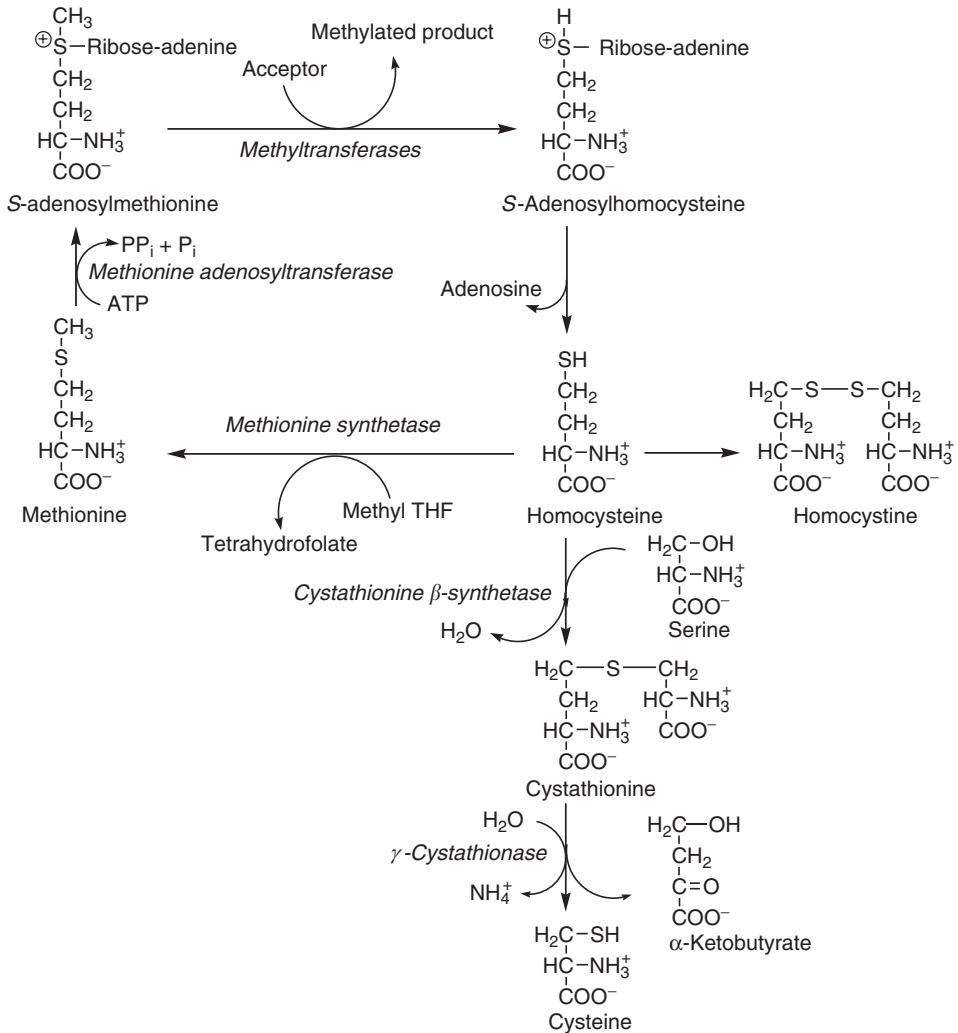 CH₃
⊕S–Ribose-adenine
CH₂
CH₂
HC–NH₃⁺
COO⁻
S-adenosylmethionine
Acceptor
Methylated product
Methyltransferases
H
⊕S– Ribose-adenine
CH₂
CH₂
HC–NH₃⁺
COO⁻
S-Adenosylhomocysteine
PPᵢ + Pᵢ
Methionine adenosyltransferase
ATP
Adenosine
CH₃
S
CH₂
CH₂
HC–NH₃⁺
COO⁻
Methionine
Methionine synthetase
Methyl THF
Tetrahydrofolate
SH
CH₂
CH₂
HC–NH₃⁺
COO⁻
Homocysteine
H₂C–S—S–CH₂
CH₂ CH₂
HC–NH₃⁺ HC–NH₃⁺
COO⁻ COO⁻
Homocystine
Cystathionine β-synthetase
H₂O
H₂C–OH
HC–NH₃⁺
COO⁻
Serine
H₂C—S—CH₂
CH₂ HC–NH₃⁺
HC–NH₃⁺ COO⁻
COO⁻
Cystathionine
H₂O
γ-Cystathionase
NH₄⁺
H₂C—OH
CH₂
C=O
COO⁻
α-Ketobutyrate
H₂C–SH
HC–NH₃⁺
COO⁻
Cysteine